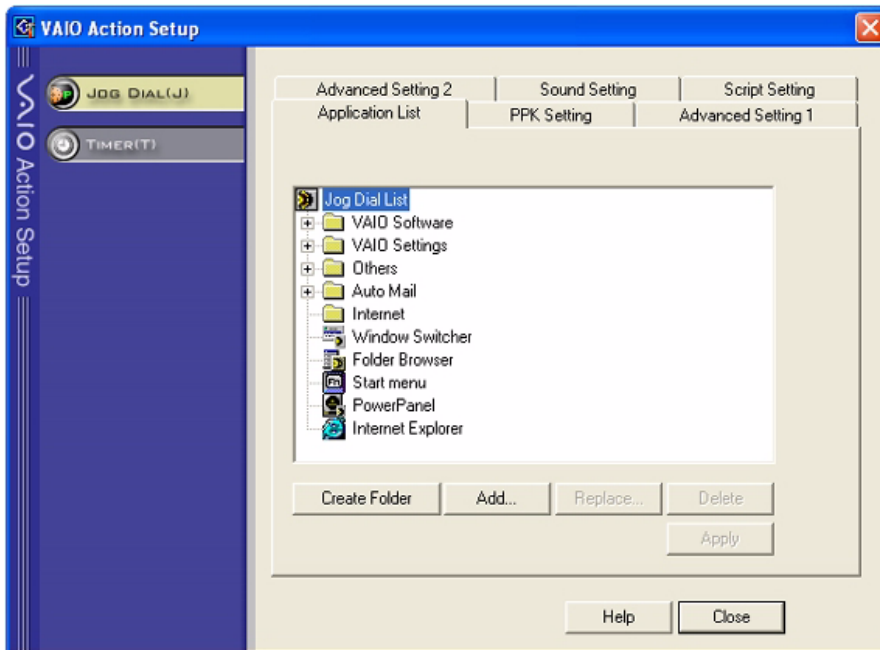 VAIO Action Setup
VAIO Action Setup
JOG DIAL(J)
TIMER(T)
Advanced Setting 2
Sound Setting
Script Setting
Application List
PPK Setting
Advanced Setting 1
Jog Dial List
VAIO Software
VAIO Settings
Others
Auto Mail
Internet
Window Switcher
Folder Browser
Start menu
PowerPanel
Internet Explorer
Create Folder
Add...
Replace...
Delete
Apply
Help
Close